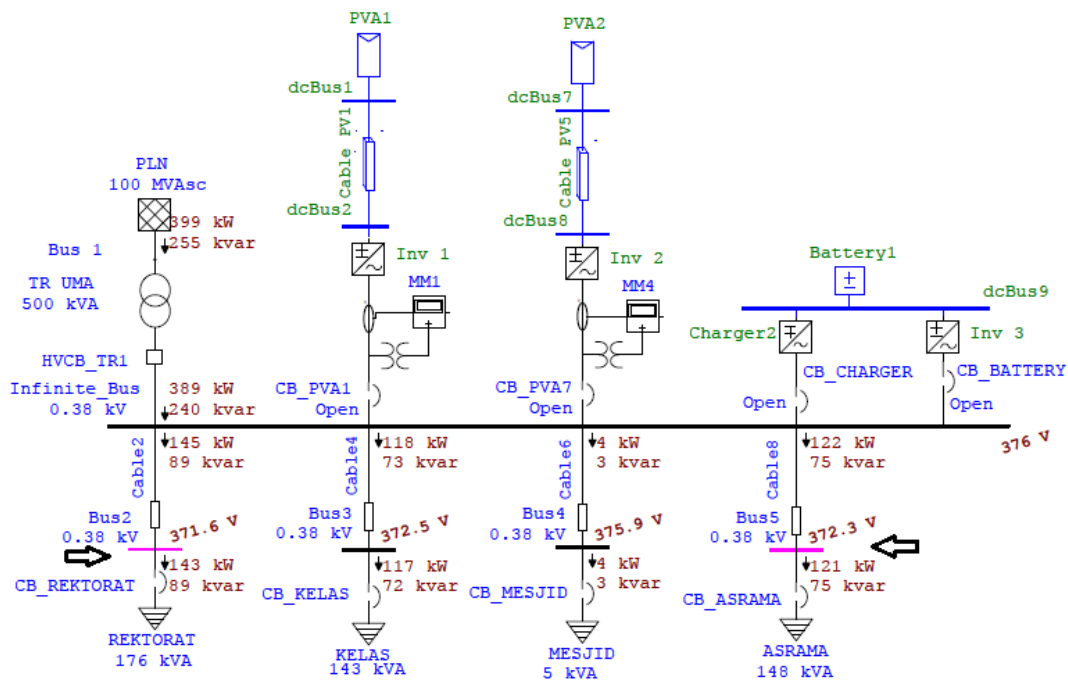 PVA1
PVA2
dcBus1
dcBus7
Cable PV1
Cable PV5
PLN
100 MVAsc
399 kW
255 kvar
dcBus2
dcBus8
Bus 1
Inv 1
Inv 2
Battery1
TR UMA
500 kVA
MM1
MM4
dcBus9
Charger2
Inv 3
HVCB_TR1
Infinite_Bus
0.38 kV
389 kW
240 kvar
CB_PVA1
Open
CB_PVA7
Open
CB_CHARGER
Open
CB_BATTERY
Open
376 V
Cable2
145 kW
89 kvar
Cable4
118 kW
73 kvar
Cable6
4 kW
3 kvar
Cable8
122 kW
75 kvar
Bus2
0.38 kV
371.6 V
Bus3
0.38 kV
372.5 V
Bus4
0.38 kV
375.9 V
Bus5
0.38 kV
372.3 V
143 kW
89 kvar
CB_REKTORAT
117 kW
72 kvar
CB_KELAS
4 kW
3 kvar
CB_MESJID
121 kW
75 kvar
CB_ASRAMA
REKTORAT
176 kVA
KELAS
143 kVA
MESJID
5 kVA
ASRAMA
148 kVA